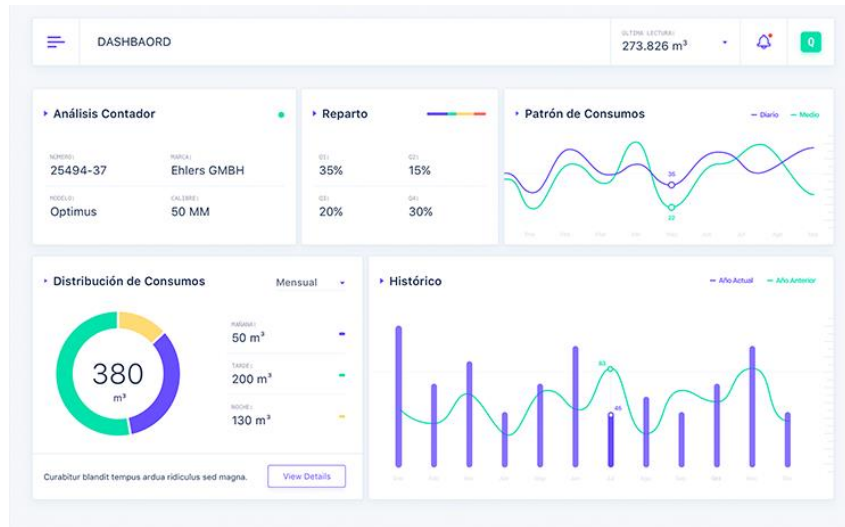 DASHBAORD
ÚLTIMA LECTURA:
273.826 m³
Q
Análisis Contador
NÚMERO:
25494-37
MARCA:
Ehlers GMBH
MODELO:
Optimus
CALIBRE:
50 MM
Reparto
Q1:
35%
Q2:
15%
Q3:
20%
Q4:
30%
Patrón de Consumos
Diario
Medio
36
22
Distribución de Consumos
Mensual
380
m³
MAÑANA:
50 m³
TARDE:
200 m³
NOCHE:
130 m³
Curabitur blandit tempus ardua ridiculus sed magna.
View Details
Histórico
Año Actual
Año Anterior
63
46